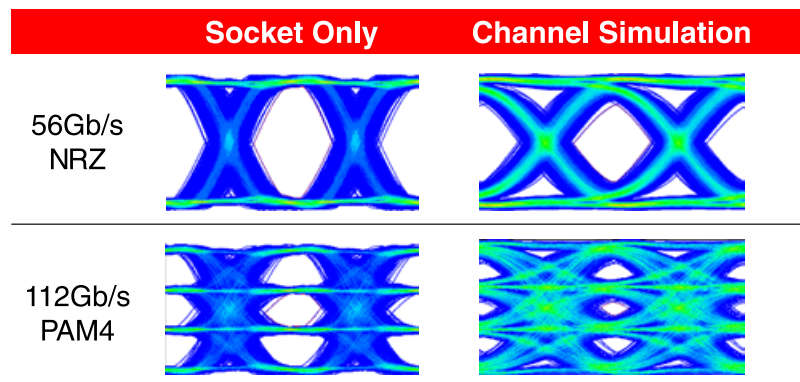 Socket Only
Channel Simulation
56Gb/s
NRZ
112Gb/s
PAM4